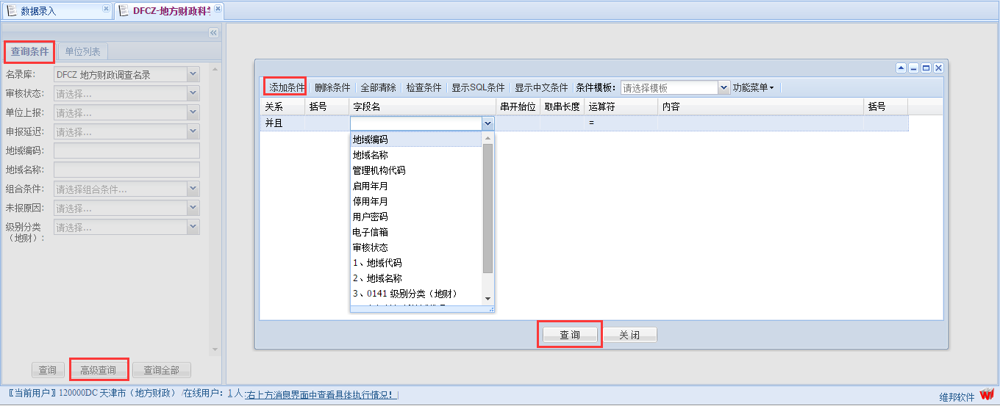 数据录入
DFCZ-地方财政科
查询条件 单位列表
名录库: DFCZ 地方财政调查名录
审核状态: 请选择...
单位上报: 请选择...
申报延迟: 请选择...
地域编码:
地域名称:
组合条件: 请选择组合条件...
未报原因: 请选择...
级别分类
（地财）: 请选择...
查询 高级查询 查询全部
添加条件 删除条件 全部清除 检查条件 显示SQL条件 显示中文条件 条件模板: 请选择模板 功能菜单
关系 括号 字段名 串开始位 取串长度 运算符 内容 括号
并且 =
地域编码
地域名称
管理机构代码
启用年月
停用年月
用户密码
电子信箱
审核状态
1、地域代码
2、地域名称
3、0141 级别分类（地财）
查 询 关 闭
〖当前用户〗120000DC 天津市（地方财政） /在线用户：1 人 :右上方消息界面中查看具体执行情况！
维邦软件